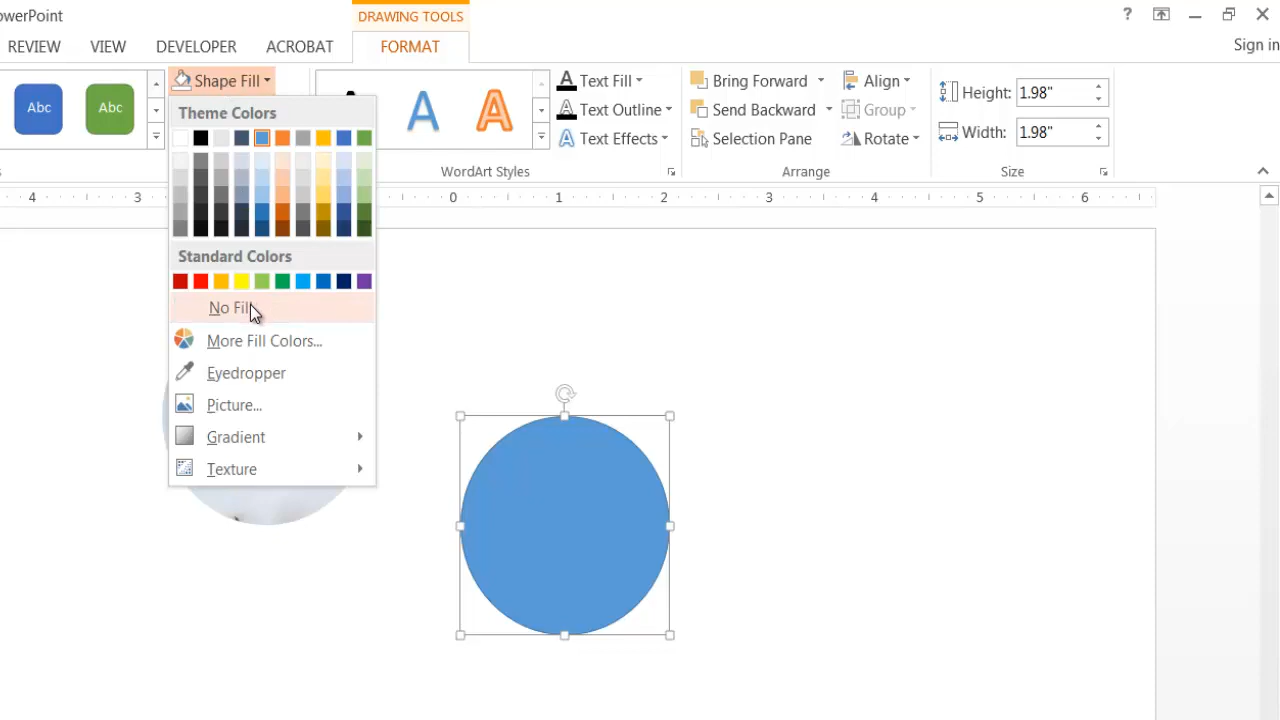 owerPoint
DRAWING TOOLS
?
REVIEW VIEW DEVELOPER ACROBAT FORMAT
Sign in
Abc Abc
Shape Fill
A A
Text Fill
Text Outline
Text Effects
WordArt Styles
Bring Forward
Send Backward
Selection Pane
Align
Group
Rotate
Arrange
Height: 1.98"
Width: 1.98"
Size
4 3 0 1 2 3 4 5 6
Theme Colors
Standard Colors
No Fill
More Fill Colors...
Eyedropper
Picture...
Gradient
Texture